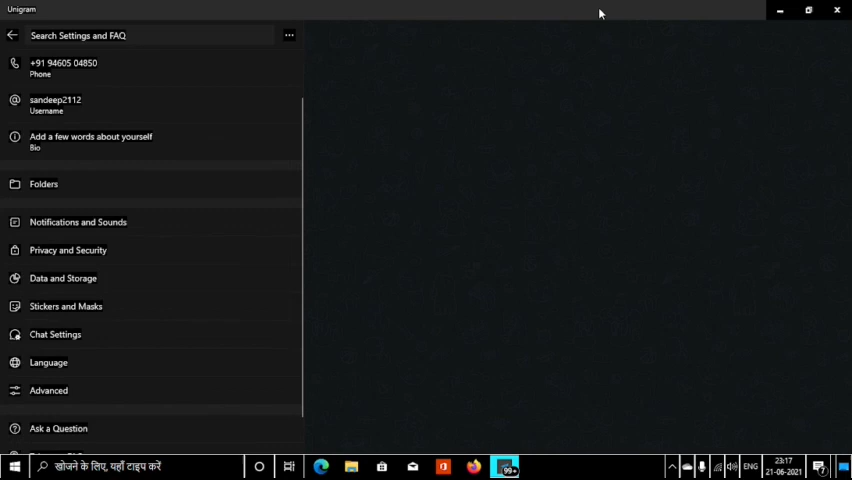 Unigram
Search Settings and FAQ
+91 94605 04850
Phone
sandeep2112
Username
Add a few words about yourself
Bio
Folders
Notifications and Sounds
Privacy and Security
Data and Storage
Stickers and Masks
Chat Settings
Language
Advanced
Ask a Question
खोजने के लिए, यहाँ टाइप करें
99+
ENG
23:17
21-06-2021
7